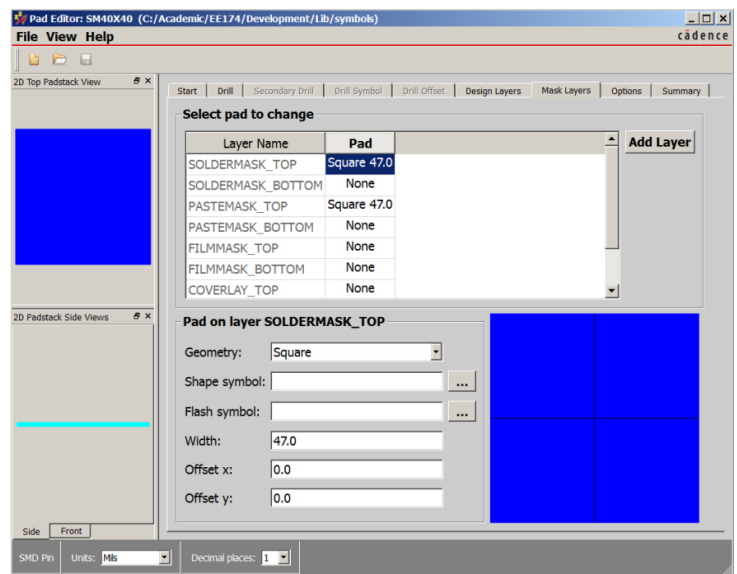 Pad Editor: SM40X40 (C:/Academic/EE174/Development/Lib/symbols)
File View Help
cādence
2D Top Padstack View
Start Drill Secondary Drill Drill Symbol Drill Offset Design Layers Mask Layers Options Summary
Select pad to change
Layer Name Pad
Add Layer
SOLDERMASK_TOP Square 47.0
SOLDERMASK_BOTTOM None
PASTEMASK_TOP Square 47.0
PASTEMASK_BOTTOM None
FILMMASK_TOP None
FILMMASK_BOTTOM None
COVERLAY_TOP None
2D Padstack Side Views
Pad on layer SOLDERMASK_TOP
Geometry: Square
Shape symbol: ...
Flash symbol: ...
Width: 47.0
Offset x: 0.0
Offset y: 0.0
Side Front
SMD Pin Units: Mils Decimal places: 1